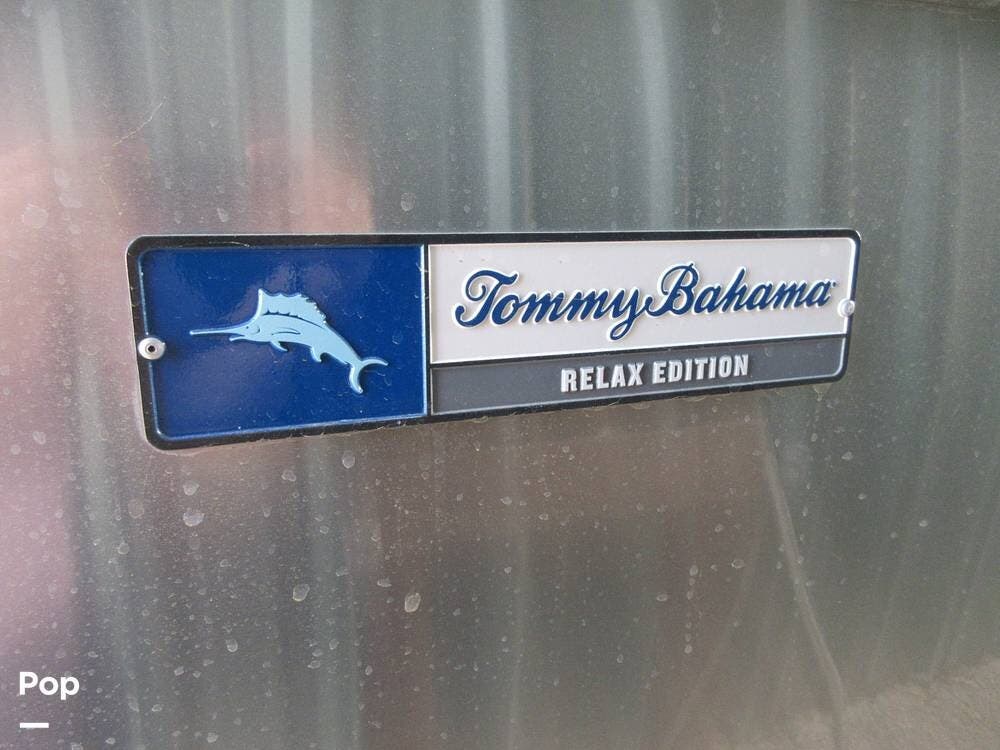 Tommy Bahama
RELAX EDITION
Pop